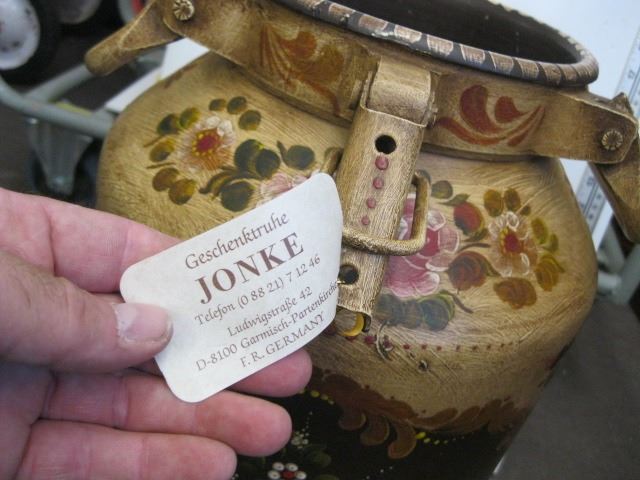 Geschenktruhe
JONKE
Telefon (0 88 21) 7 12 46
Ludwigstraße 42
D-8100 Garmisch-Partenkirchen
F. R. GERMANY